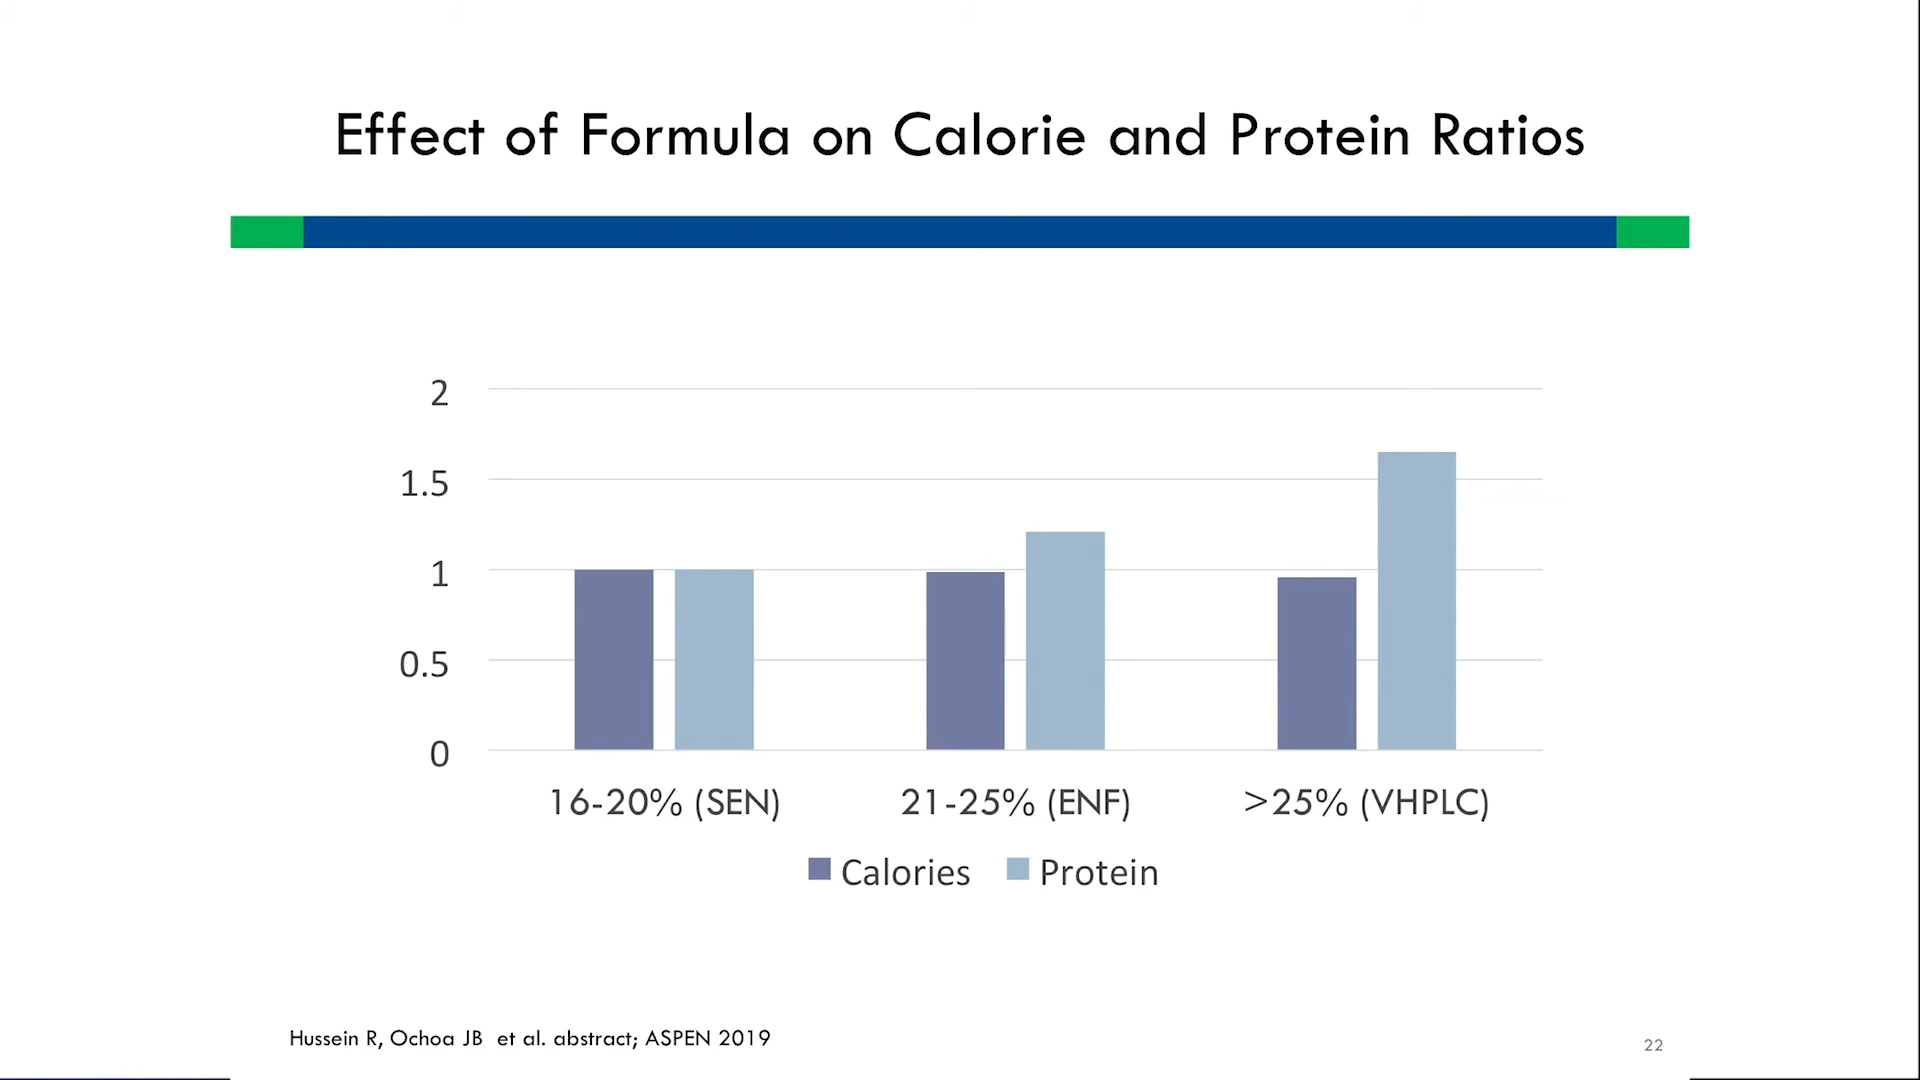 Effect of Formula on Calorie and Protein Ratios
2
1.5
1
0.5
0
16-20% (SEN) 21-25% (ENF) >25% (VHPLC)
Calories Protein
Hussein R, Ochoa JB et al. abstract; ASPEN 2019
22